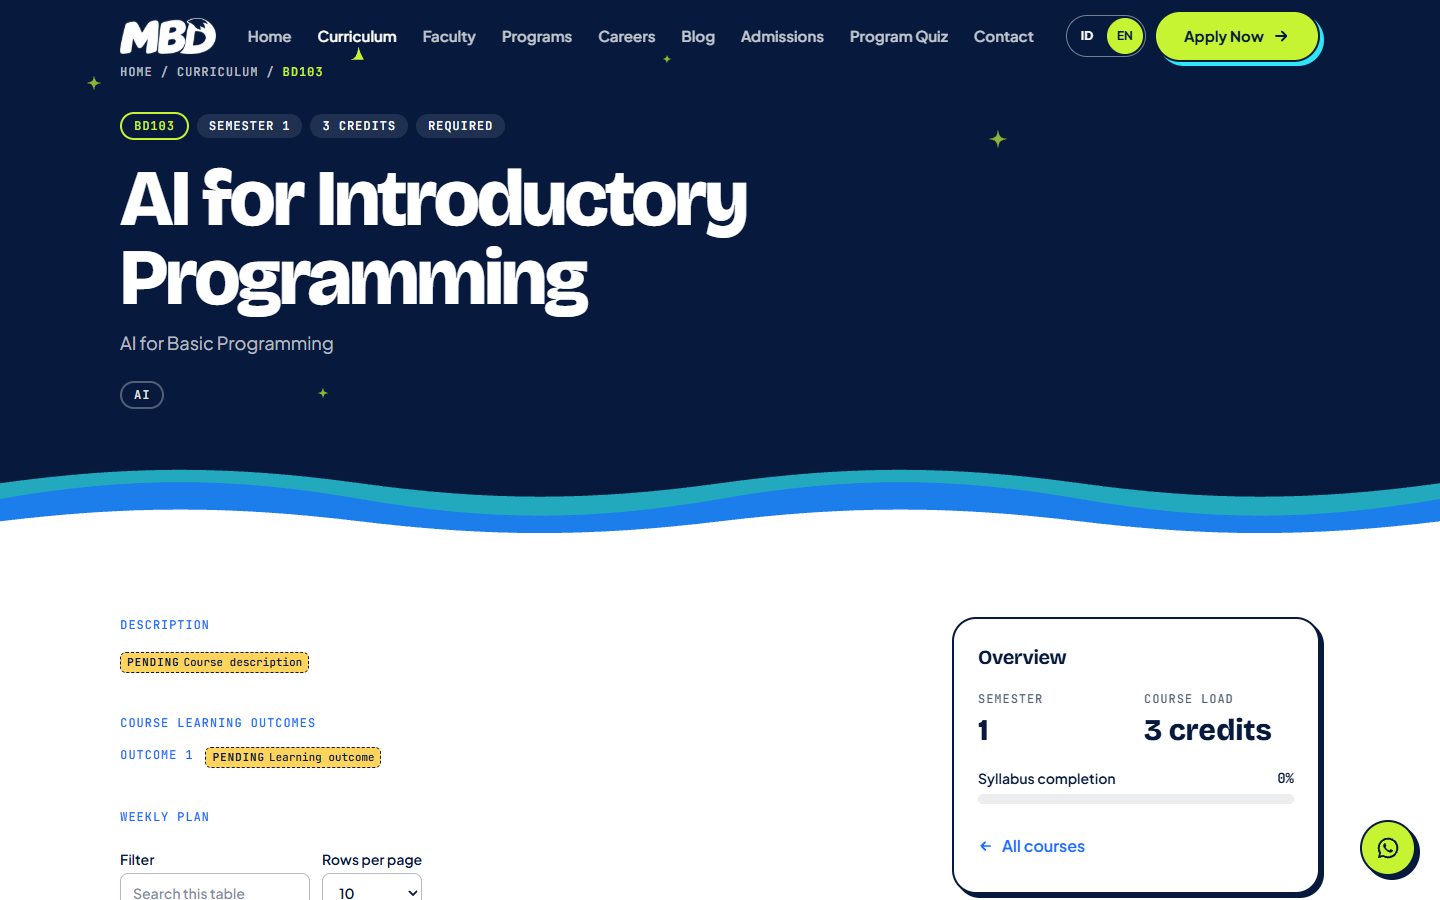 MBD
Home Curriculum Faculty Programs Careers Blog Admissions Program Quiz Contact
ID EN
Apply Now
HOME / CURRICULUM / BD103
BD103 SEMESTER 1 3 CREDITS REQUIRED
AI for Introductory
Programming
AI for Basic Programming
AI
DESCRIPTION
PENDING Course description
COURSE LEARNING OUTCOMES
OUTCOME 1 PENDING Learning outcome
WEEKLY PLAN
Filter Rows per page
Search this table 10
Overview
SEMESTER COURSE LOAD
1 3 credits
Syllabus completion 0%
All courses